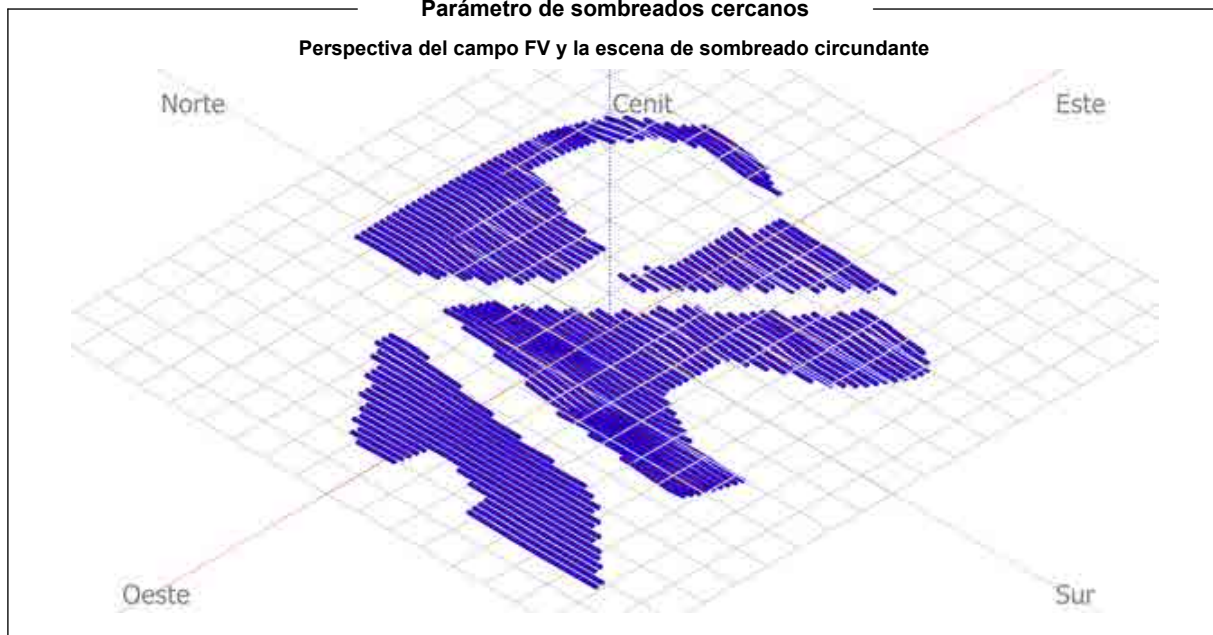 Parámetro de sombreados cercanos
Perspectiva del campo FV y la escena de sombreado circundante
Norte
Cenit
Este
Oeste
Sur